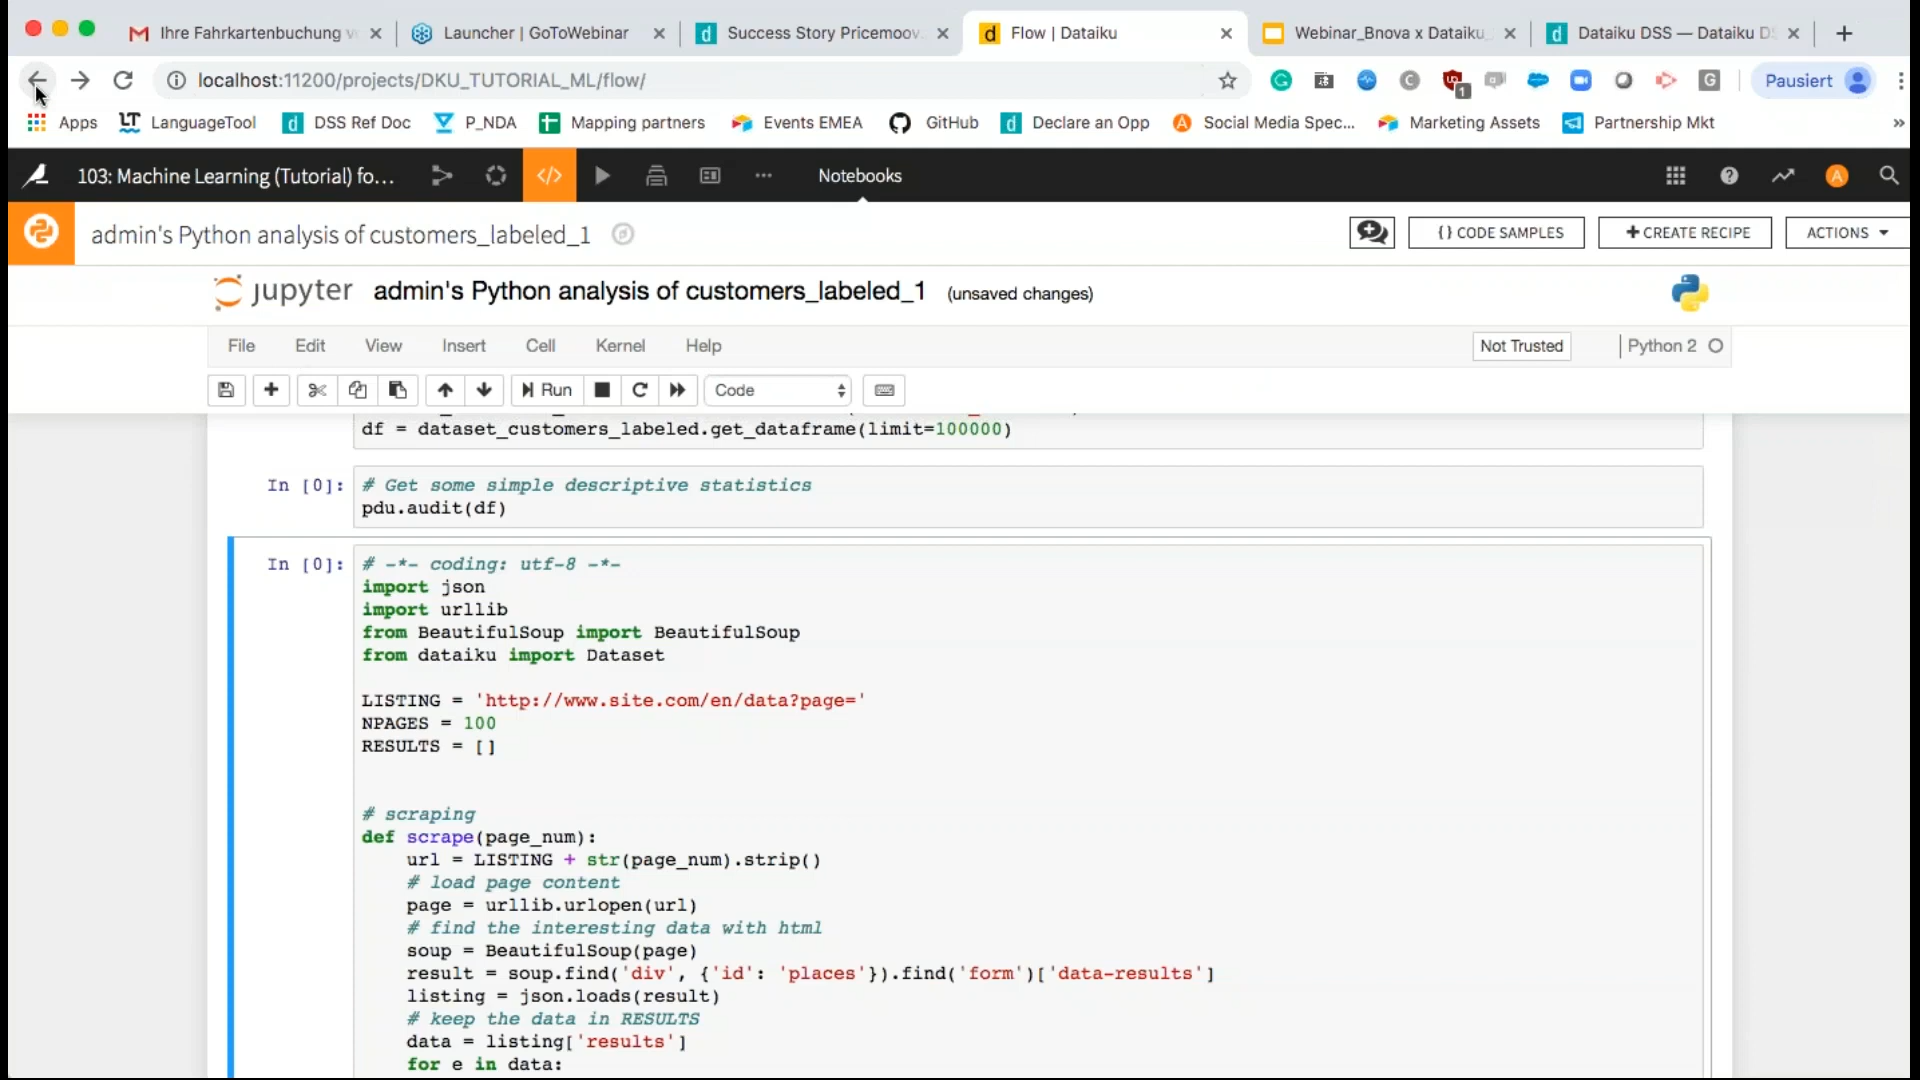 Ihre Fahrkartenbuchung v
Launcher | GoToWebinar
Success Story Pricemoov
Flow | Dataiku
Webinar_Bnova x Dataiku
Dataiku DSS — Dataiku DS
localhost:11200/projects/DKU_TUTORIAL_ML/flow/
1
Pausiert
Apps
LanguageTool
DSS Ref Doc
P_NDA
Mapping partners
Events EMEA
GitHub
Declare an Opp
Social Media Spec...
Marketing Assets
Partnership Mkt
»
103: Machine Learning (Tutorial) fo...
Notebooks
A
admin's Python analysis of customers_labeled_1
{ } CODE SAMPLES
+ CREATE RECIPE
ACTIONS
jupyter
admin's Python analysis of customers_labeled_1
(unsaved changes)
File
Edit
View
Insert
Cell
Kernel
Help
Not Trusted
Python 2
Run
Code
df = dataset_customers_labeled.get_dataframe(limit=100000)
In [0]:
# Get some simple descriptive statistics
pdu.audit(df)
In [0]:
# -*- coding: utf-8 -*-
import json
import urllib
from BeautifulSoup import BeautifulSoup
from dataiku import Dataset
LISTING = 'http://www.site.com/en/data?page='
NPAGES = 100
RESULTS = []
# scraping
def scrape(page_num):
url = LISTING + str(page_num).strip()
# load page content
page = urllib.urlopen(url)
# find the interesting data with html
soup = BeautifulSoup(page)
result = soup.find('div', {'id': 'places'}).find('form')['data-results']
listing = json.loads(result)
# keep the data in RESULTS
data = listing['results']
for e in data: